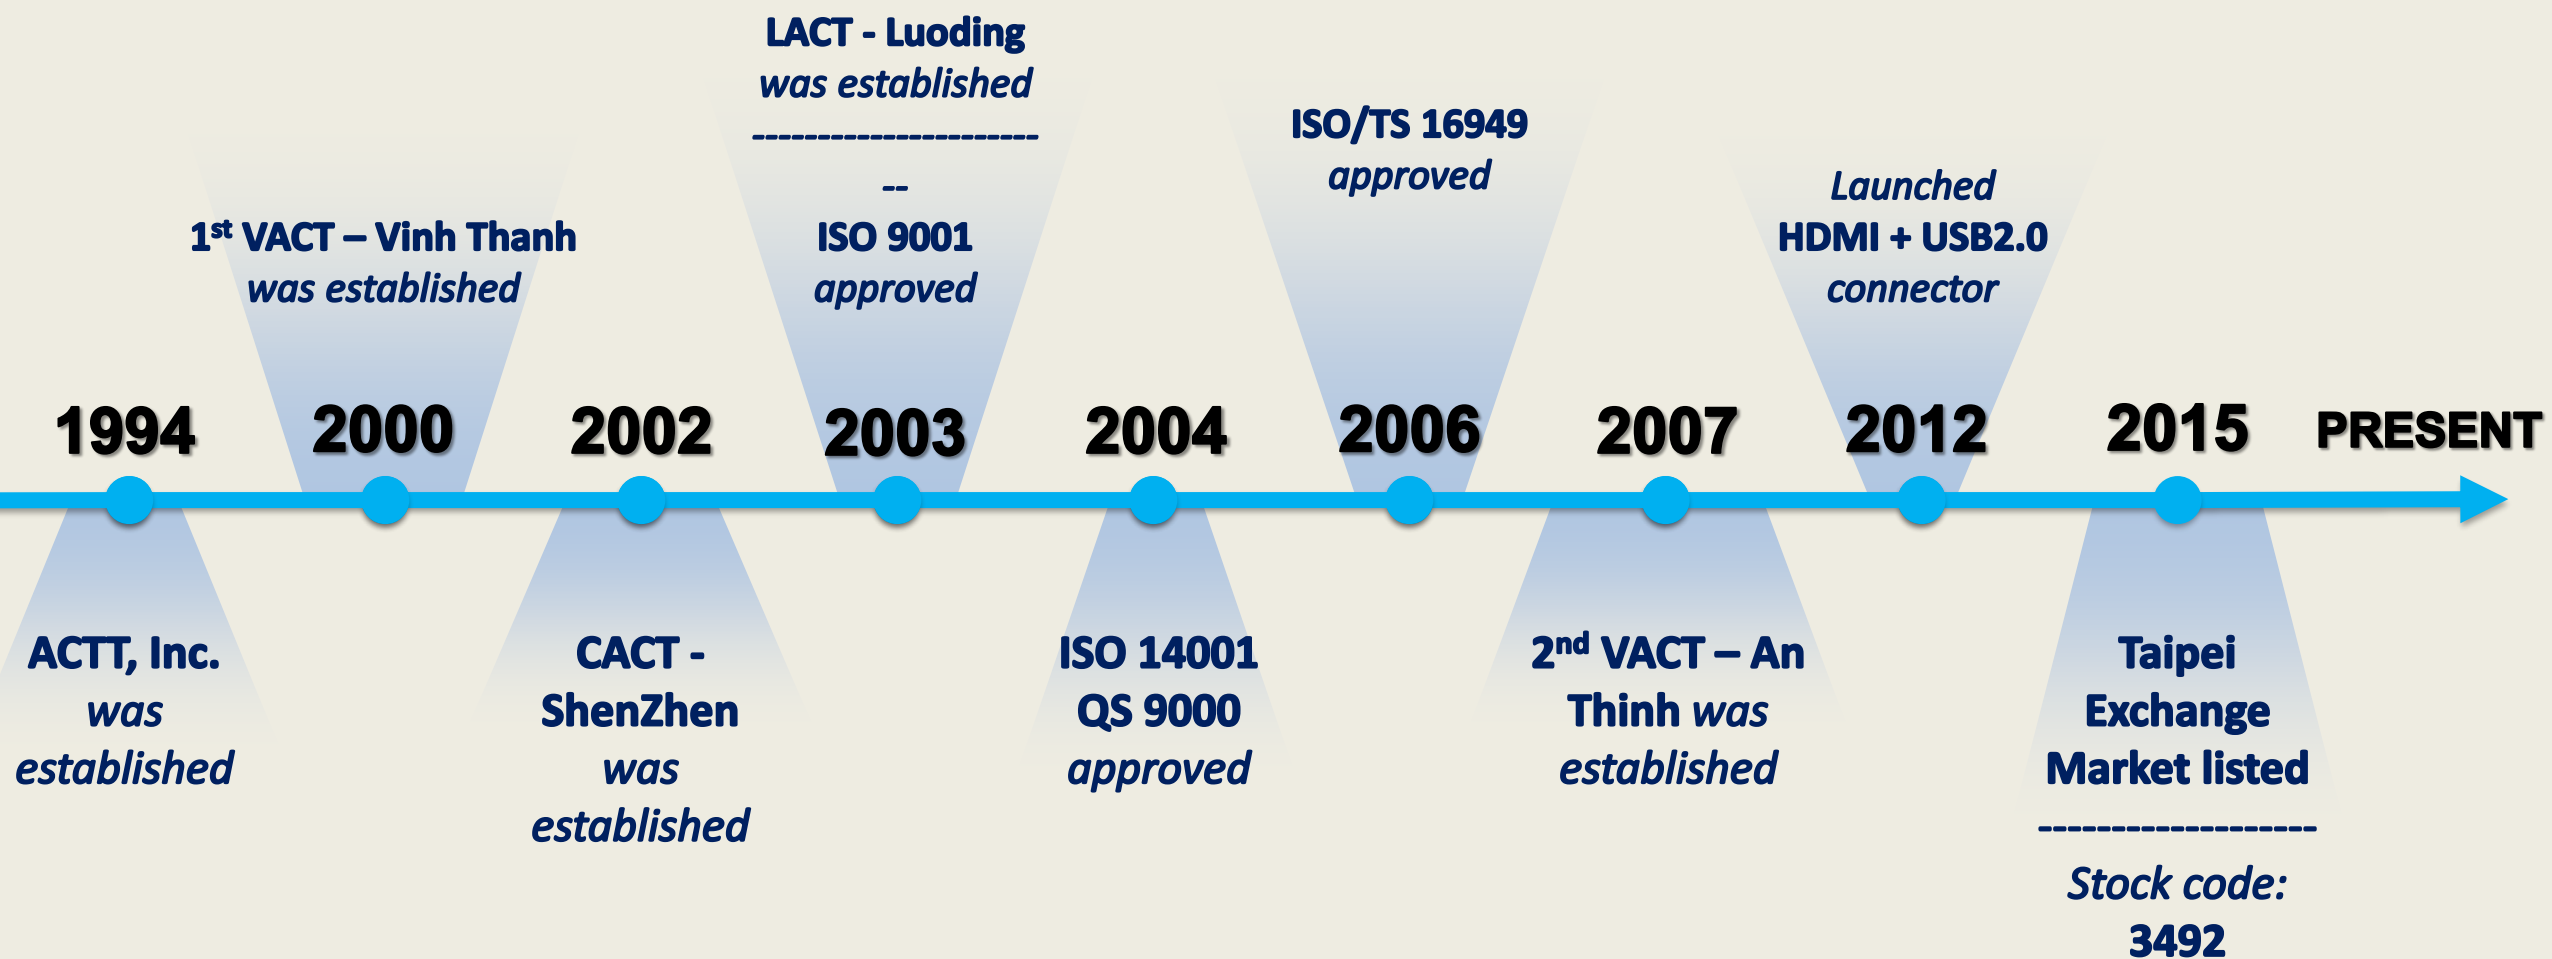 LACT - Luoding
was established
----------------------
--
ISO 9001
approved
ISO/TS 16949
approved
1st VACT – Vinh Thanh
was established
Launched
HDMI + USB2.0
connector
1994
2000
2002
2003
2004
2006
2007
2012
2015
PRESENT
ACTT, Inc.
was
established
CACT -
ShenZhen
was
established
ISO 14001
QS 9000
approved
2nd VACT – An
Thinh was
established
Taipei
Exchange
Market listed
-------------------
Stock code:
3492